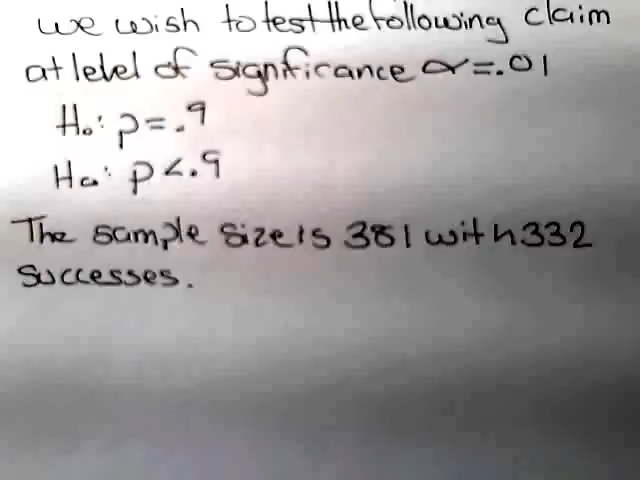 we wish to test the following claim
at level of significance α=.01
Ho: p=.9
Ha: p<.9
The sample size is 381 with 332
successes.